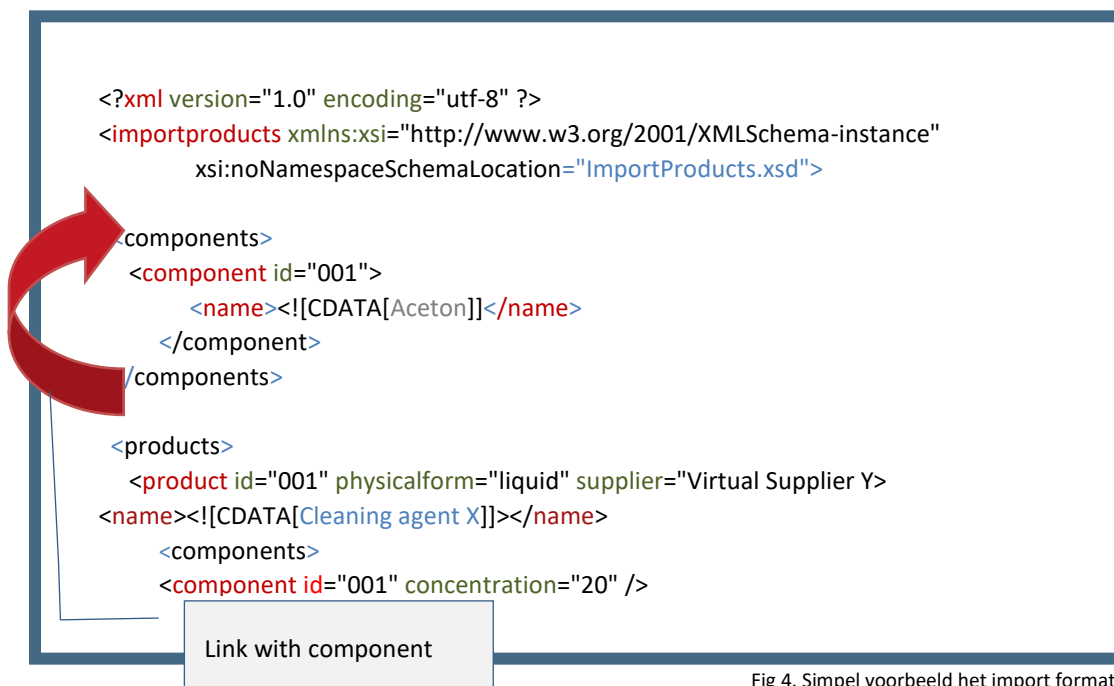 <?xml version="1.0" encoding="utf-8" ?>
<importproducts xmlns:xsi="http://www.w3.org/2001/XMLSchema-instance"
xsi:noNamespaceSchemaLocation="ImportProducts.xsd">
<components>
<component id="001">
<name><![CDATA[Aceton]]</name>
</component>
/components>
<products>
<product id="001" physicalform="liquid" supplier="Virtual Supplier Y>
<name><![CDATA[Cleaning agent X]]></name>
<components>
<component id="001" concentration="20" />
Link with component
Fig 4. Simpel voorbeeld het import format